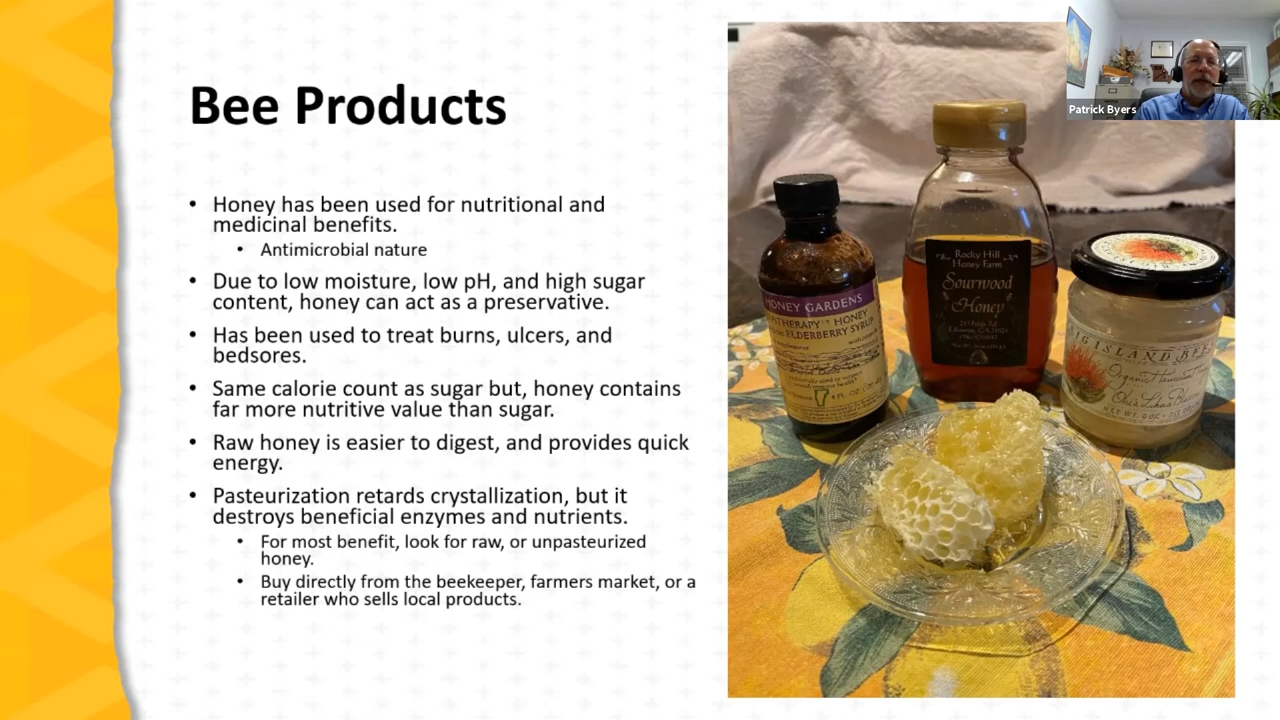 Bee Products
• Honey has been used for nutritional and
medicinal benefits.
• Antimicrobial nature
• Due to low moisture, low pH, and high sugar
content, honey can act as a preservative.
• Has been used to treat burns, ulcers, and
bedsores.
• Same calorie count as sugar but, honey contains
far more nutritive value than sugar.
• Raw honey is easier to digest, and provides quick
energy.
• Pasteurization retards crystallization, but it
destroys beneficial enzymes and nutrients.
• For most benefit, look for raw, or unpasteurized
honey.
• Buy directly from the beekeeper, farmers market, or a
retailer who sells local products.
Patrick Byers
HONEY GARDENS
HONEY
ELDERBERRY SYRUP
Rocky Hill
Honey Farm
Sourwood
Honey
Organic